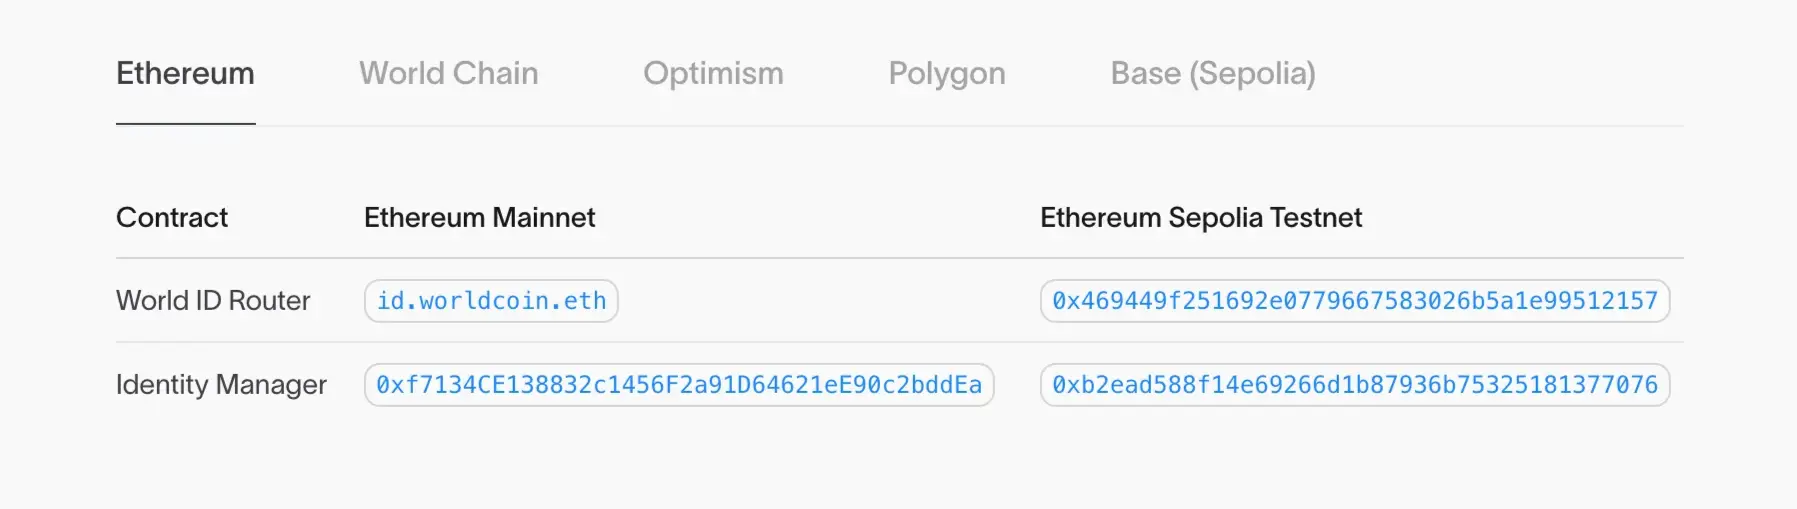 Ethereum World Chain Optimism Polygon Base (Sepolia)
Contract Ethereum Mainnet Ethereum Sepolia Testnet
World ID Router id.worldcoin.eth 0x469449f251692e0779667583026b5a1e99512157
Identity Manager 0xf7134CE138832c1456F2a91D64621eE90c2bddEa 0xb2ead588f14e69266d1b87936b75325181377076